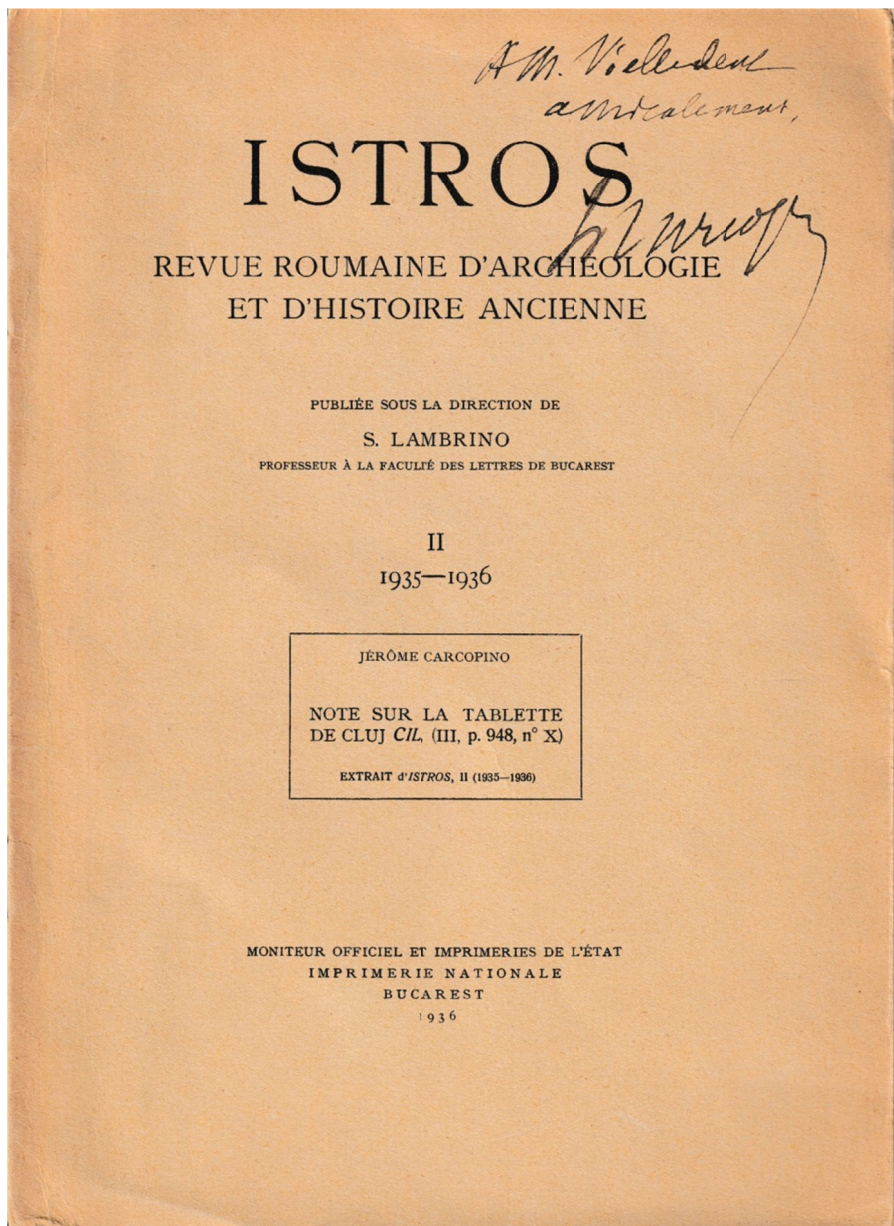 A M. Vielledent
amicalement,
ISTROS
REVUE ROUMAINE D'ARCHÉOLOGIE
ET D'HISTOIRE ANCIENNE
PUBLIÉE SOUS LA DIRECTION DE
S. LAMBRINO
PROFESSEUR À LA FACULTÉ DES LETTRES DE BUCAREST
II
1935—1936
JÉRÔME CARCOPINO
NOTE SUR LA TABLETTE
DE CLUJ CIL, (III, p. 948, n° X)
EXTRAIT d'ISTROS, II (1935—1936)
MONITEUR OFFICIEL ET IMPRIMERIES DE L'ÉTAT
IMPRIMERIE NATIONALE
BUCAREST
1936